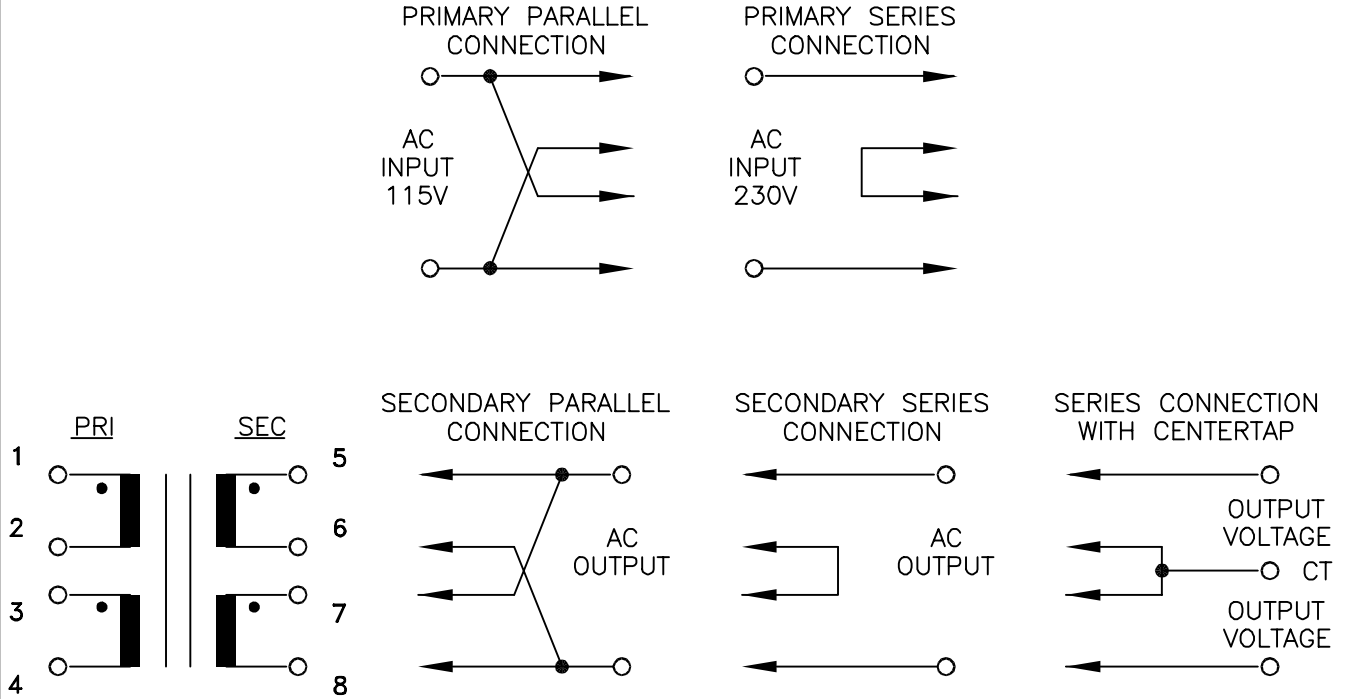 PRIMARY PARALLEL
CONNECTION
AC
INPUT
115V
PRIMARY SERIES
CONNECTION
AC
INPUT
230V
PRI
SEC
1
2
3
4
5
6
7
8
SECONDARY PARALLEL
CONNECTION
AC
OUTPUT
SECONDARY SERIES
CONNECTION
AC
OUTPUT
SERIES CONNECTION
WITH CENTERTAP
OUTPUT
VOLTAGE
CT
OUTPUT
VOLTAGE